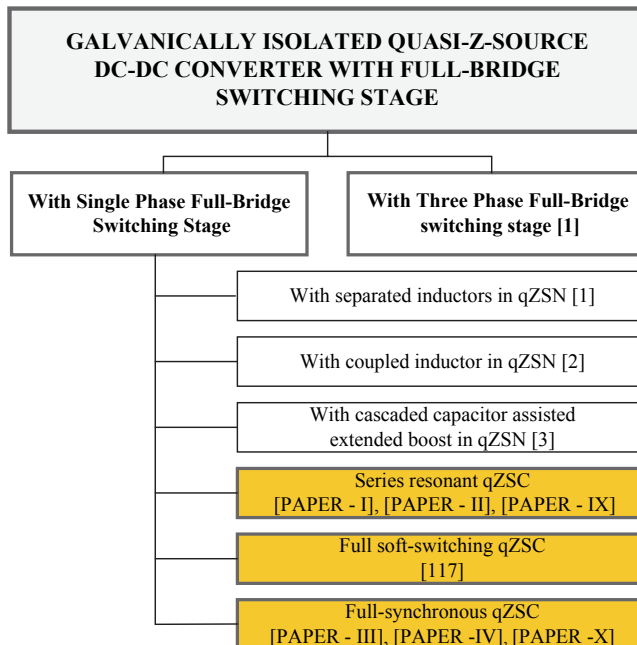 GALVANICALLY ISOLATED QUASI-Z-SOURCE
DC-DC CONVERTER WITH FULL-BRIDGE
SWITCHING STAGE
With Single Phase Full-Bridge
Switching Stage
With Three Phase Full-Bridge
switching stage [1]
With separated inductors in qZSN [1]
With coupled inductor in qZSN [2]
With cascaded capacitor assisted
extended boost in qZSN [3]
Series resonant qZSC
[PAPER - I], [PAPER - II], [PAPER - IX]
Full soft-switching qZSC
[117]
Full-synchronous qZSC
[PAPER - III], [PAPER -IV], [PAPER -X]